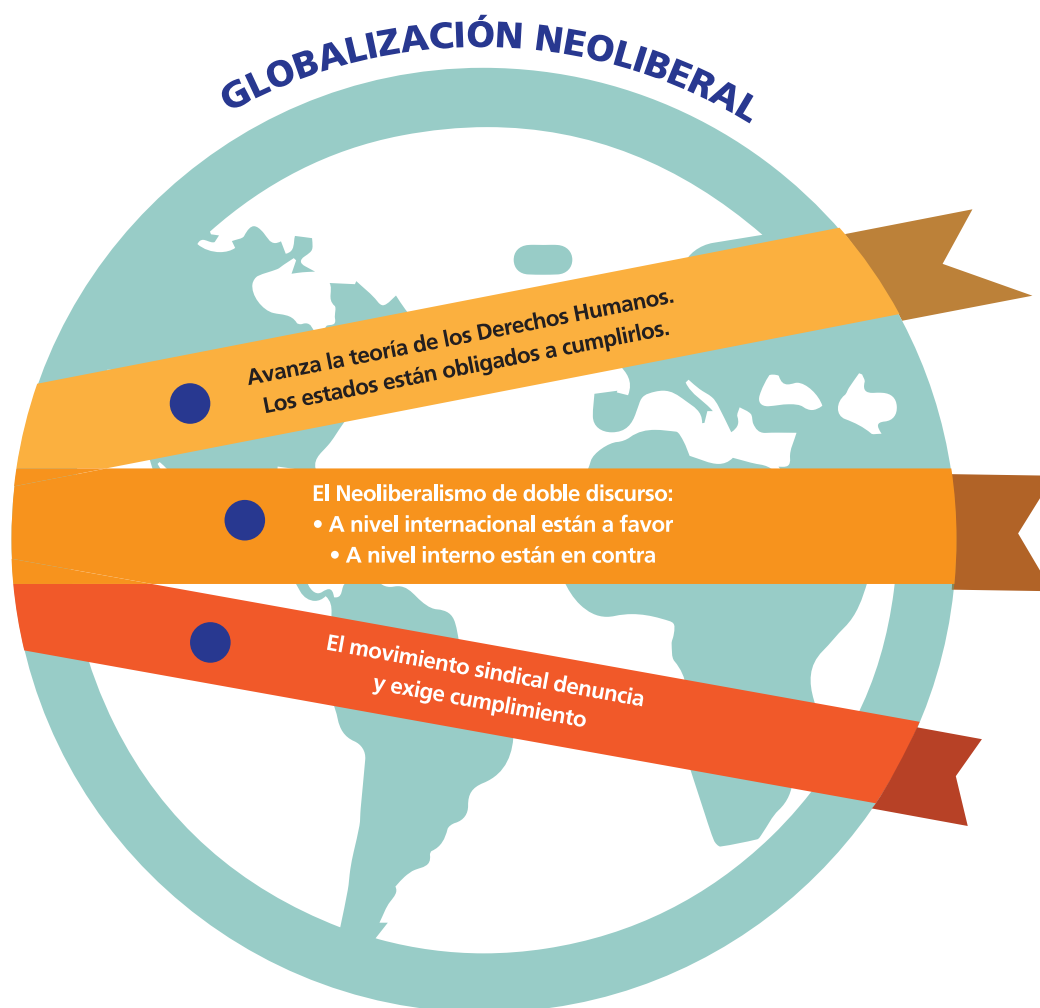 GLOBALIZACIÓN NEOLIBERAL
Avanza la teoría de los Derechos Humanos.
Los estados están obligados a cumplirlos.
El Neoliberalismo de doble discurso:
• A nivel internacional están a favor
• A nivel interno están en contra
El movimiento sindical denuncia
y exige cumplimiento